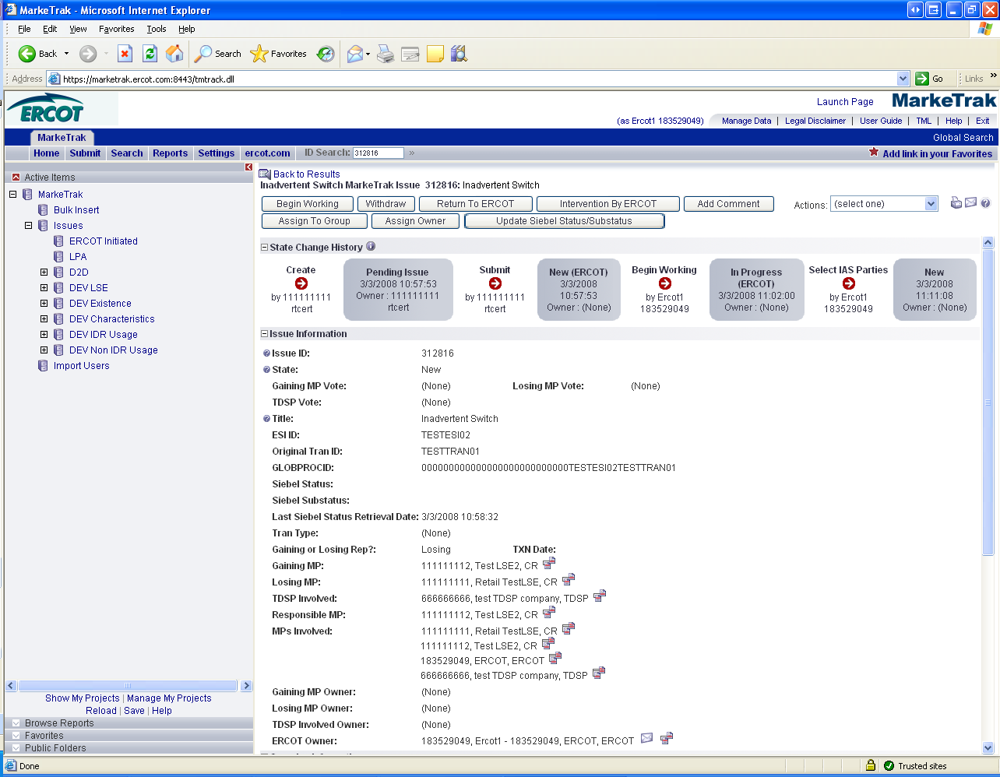 MarkeTrak - Microsoft Internet Explorer
File Edit View Favorites Tools Help
Back Search Favorites
Address https://marketrak.ercot.com:8443/tmtrack.dll Go Links »
ERCOT
Launch Page MarkeTrak
(as Ercot1 183529049) Manage Data | Legal Disclaimer | User Guide | TML | Help | Exit
MarkeTrak Global Search
Home Submit Search Reports Settings ercot.com ID Search: 312816 » Add link in your Favorites
Active Items
MarkeTrak
Bulk Insert
Issues
ERCOT Initiated
LPA
D2D
DEV LSE
DEV Existence
DEV Characteristics
DEV IDR Usage
DEV Non IDR Usage
Import Users
Show My Projects | Manage My Projects
Reload | Save | Help
Browse Reports
Favorites
Public Folders
Back to Results
Inadvertent Switch MarkeTrak Issue 312816: Inadvertent Switch
Begin Working Withdraw Return To ERCOT Intervention By ERCOT Add Comment Actions: (select one)
Assign To Group Assign Owner Update Siebel Status/Substatus
State Change History
Create
by 111111111
rtcert
Pending Issue
3/3/2008 10:57:53
Owner : 111111111
rtcert
Submit
by 111111111
rtcert
New (ERCOT)
3/3/2008
10:57:53
Owner : (None)
Begin Working
by Ercot1
183529049
In Progress
(ERCOT)
3/3/2008 11:02:00
Owner : (None)
Select IAS Parties
by Ercot1
183529049
New
3/3/2008
11:11:08
Owner : (None)
Issue Information
Issue ID: 312816
State: New
Gaining MP Vote: (None) Losing MP Vote: (None)
TDSP Vote: (None)
Title: Inadvertent Switch
ESI ID: TESTESI02
Original Tran ID: TESTTRAN01
GLOBPROCID: 000000000000000000000000000TESTESI02TESTTRAN01
Siebel Status:
Siebel Substatus:
Last Siebel Status Retrieval Date: 3/3/2008 10:58:32
Tran Type: (None)
Gaining or Losing Rep?: Losing TXN Date:
Gaining MP: 111111112, Test LSE2, CR
Losing MP: 111111111, Retail TestLSE, CR
TDSP Involved: 666666666, test TDSP company, TDSP
Responsible MP: 111111112, Test LSE2, CR
MPs Involved: 111111111, Retail TestLSE, CR
111111112, Test LSE2, CR
183529049, ERCOT, ERCOT
666666666, test TDSP company, TDSP
Gaining MP Owner: (None)
Losing MP Owner: (None)
TDSP Involved Owner: (None)
ERCOT Owner: 183529049, Ercot1 - 183529049, ERCOT, ERCOT
Done Trusted sites